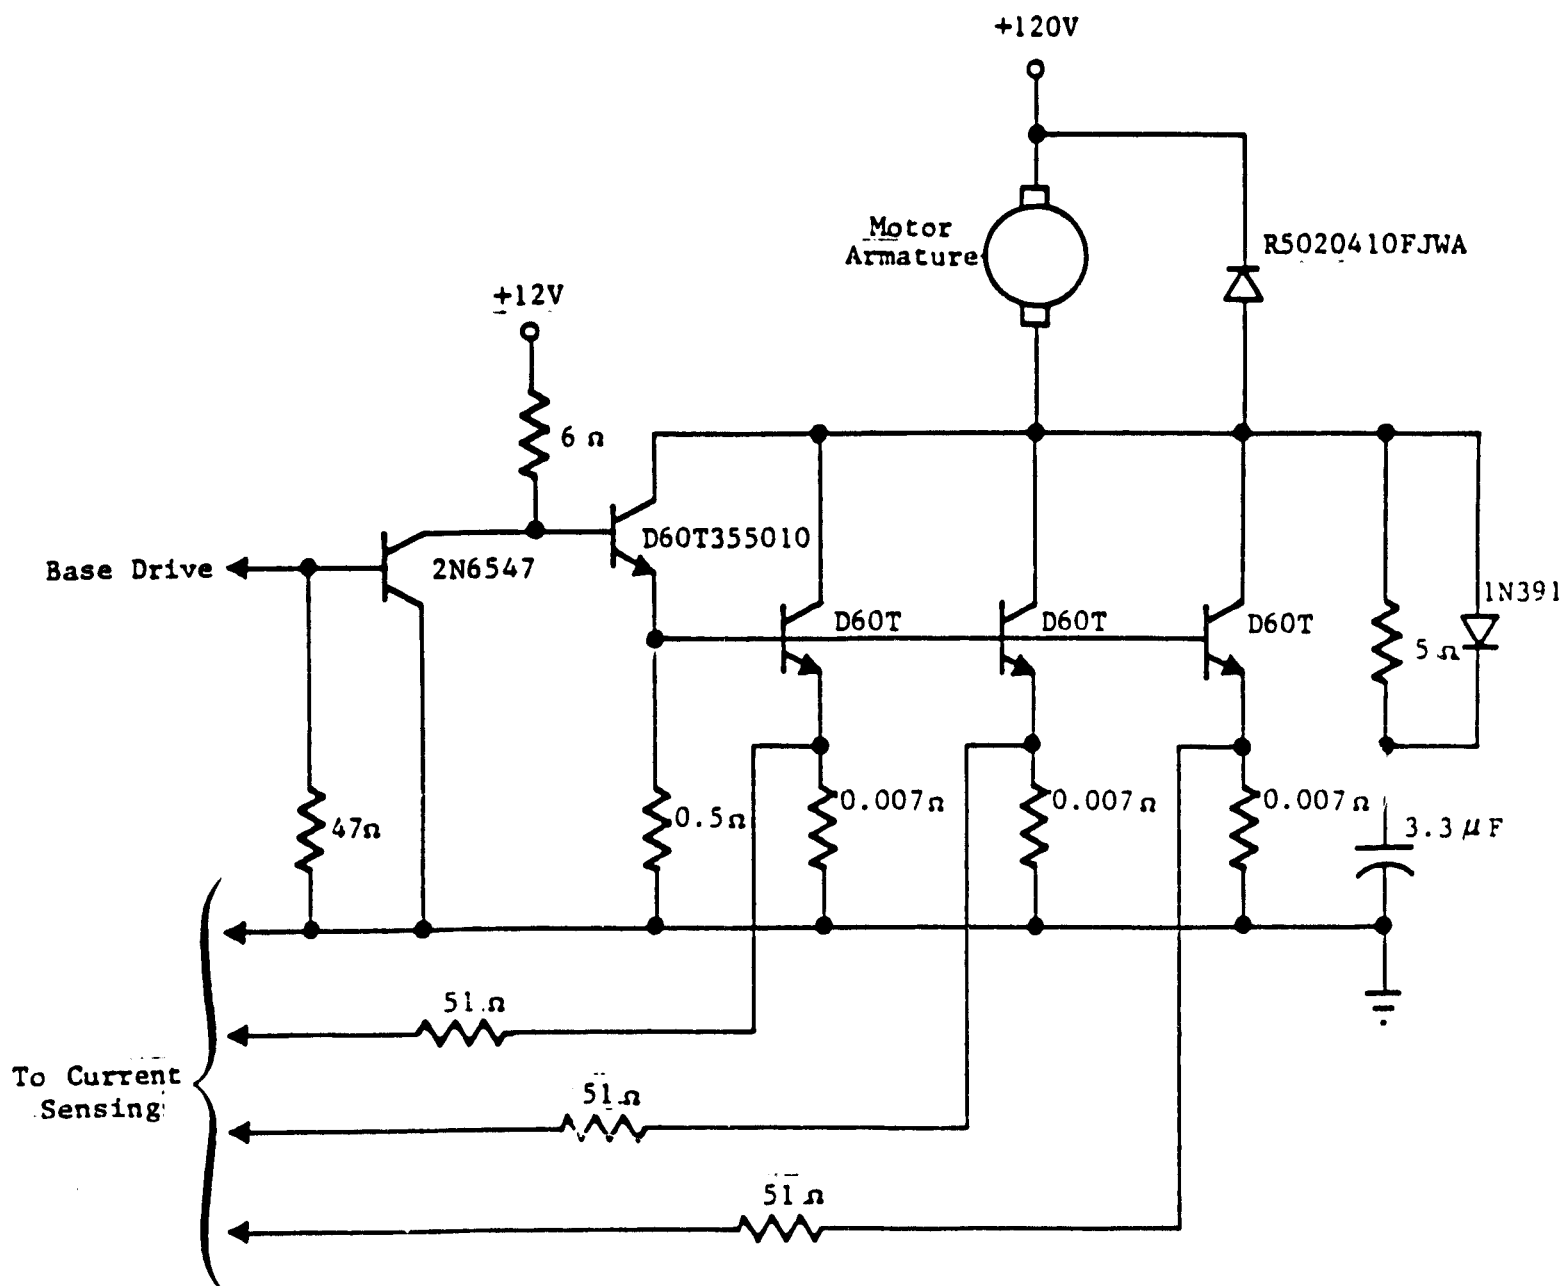 +120V
Motor
Armature
R5020410FJWA
+12V
6 Ω
D60T355010
Base Drive
2N6547
1N391
D60T
D60T
D60T
5 Ω
47Ω
0.5Ω
0.007Ω
0.007Ω
0.007Ω
3.3 µF
51 Ω
To Current
Sensing
51 Ω
51 Ω